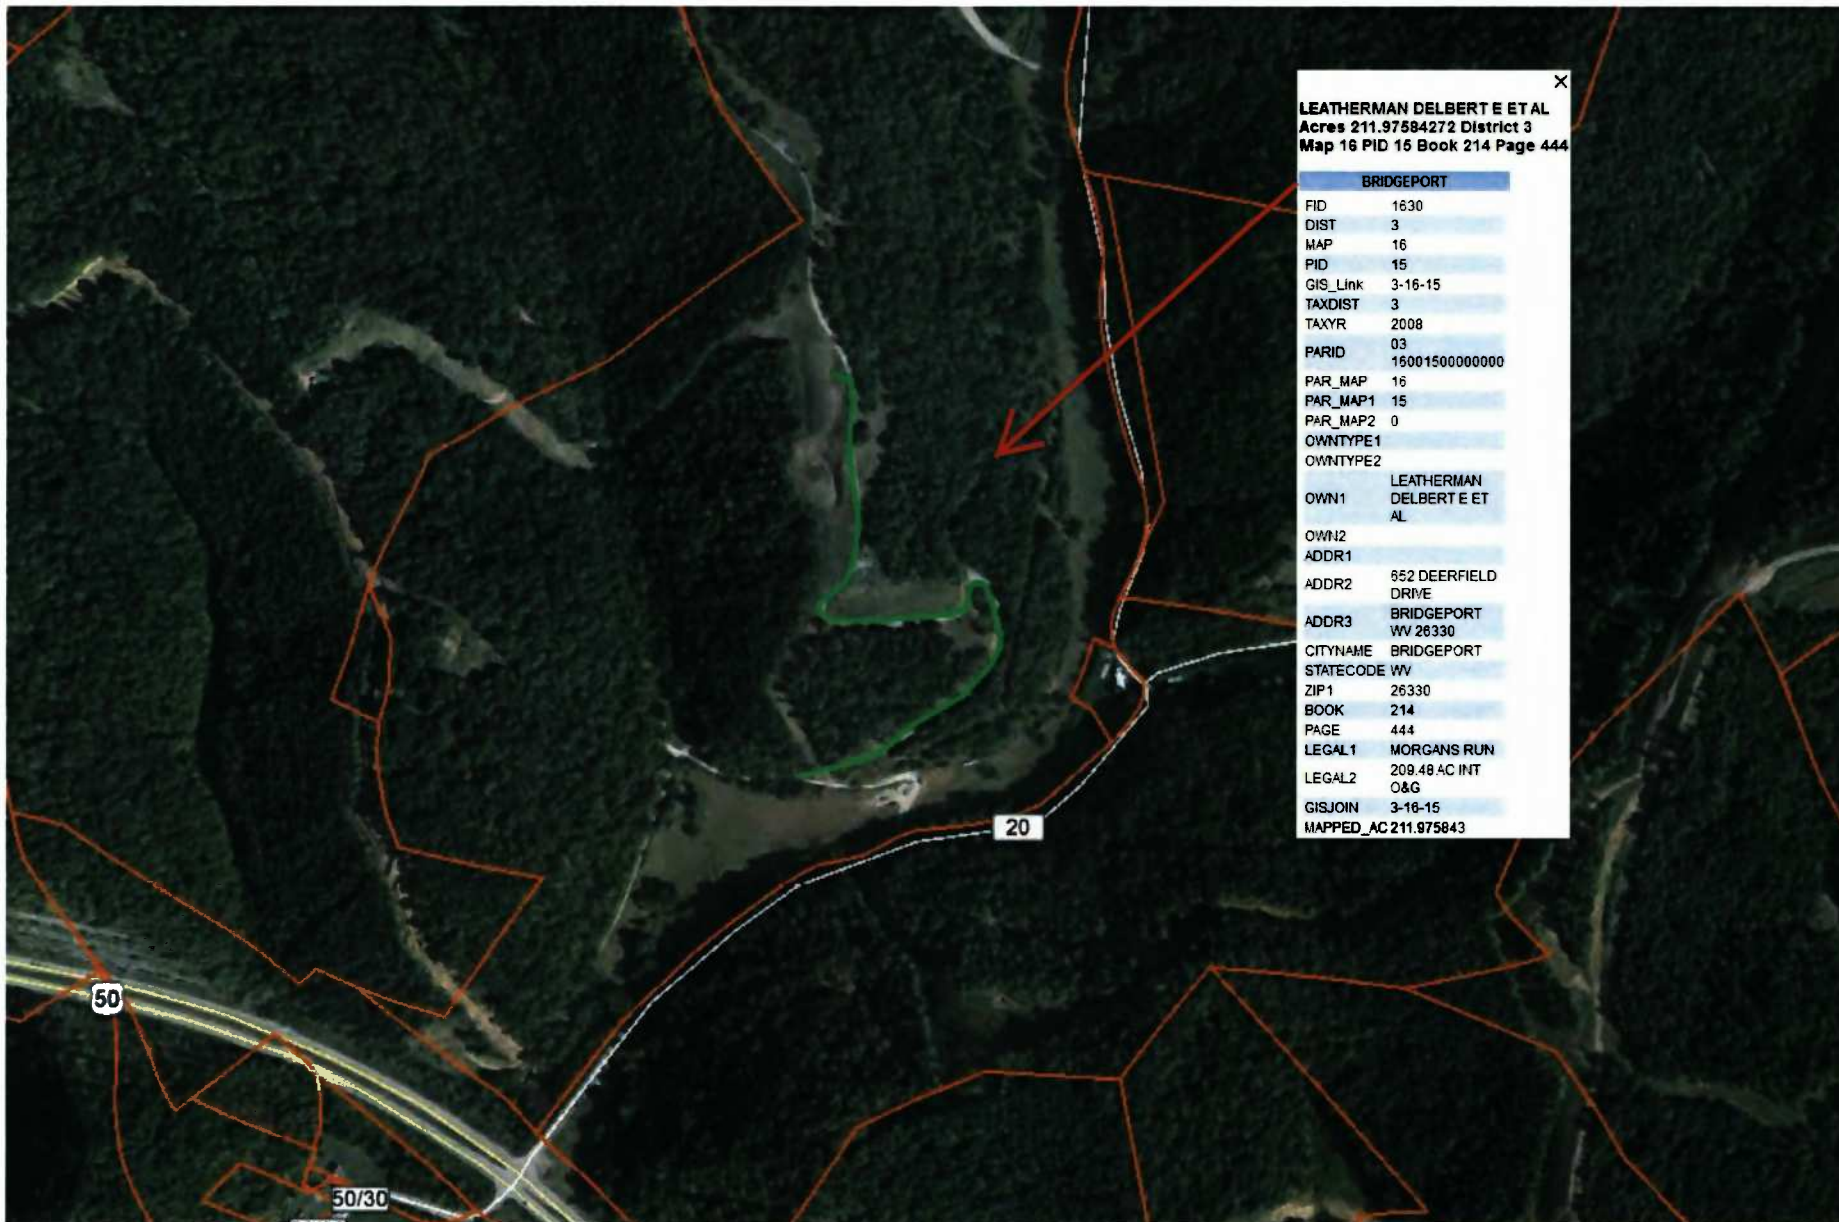 ×
LEATHERMAN DELBERT E ET AL
Acres 211.97584272 District 3
Map 16 PID 15 Book 214 Page 444
BRIDGEPORT
FID 1630
DIST 3
MAP 16
PID 15
GIS_Link 3-16-15
TAXDIST 3
TAXYR 2008
PARID 03
16001500000000
PAR_MAP 16
PAR_MAP1 15
PAR_MAP2 0
OWNTYPE1
OWNTYPE2
OWN1 LEATHERMAN
DELBERT E ET
AL
OWN2
ADDR1
ADDR2 652 DEERFIELD
DRIVE
ADDR3 BRIDGEPORT
WV 26330
CITYNAME BRIDGEPORT
STATECODE WV
ZIP1 26330
BOOK 214
PAGE 444
LEGAL1 MORGANS RUN
LEGAL2 209.48 AC INT
O&G
GISJOIN 3-16-15
MAPPED_AC 211.975843
20
50
50/30